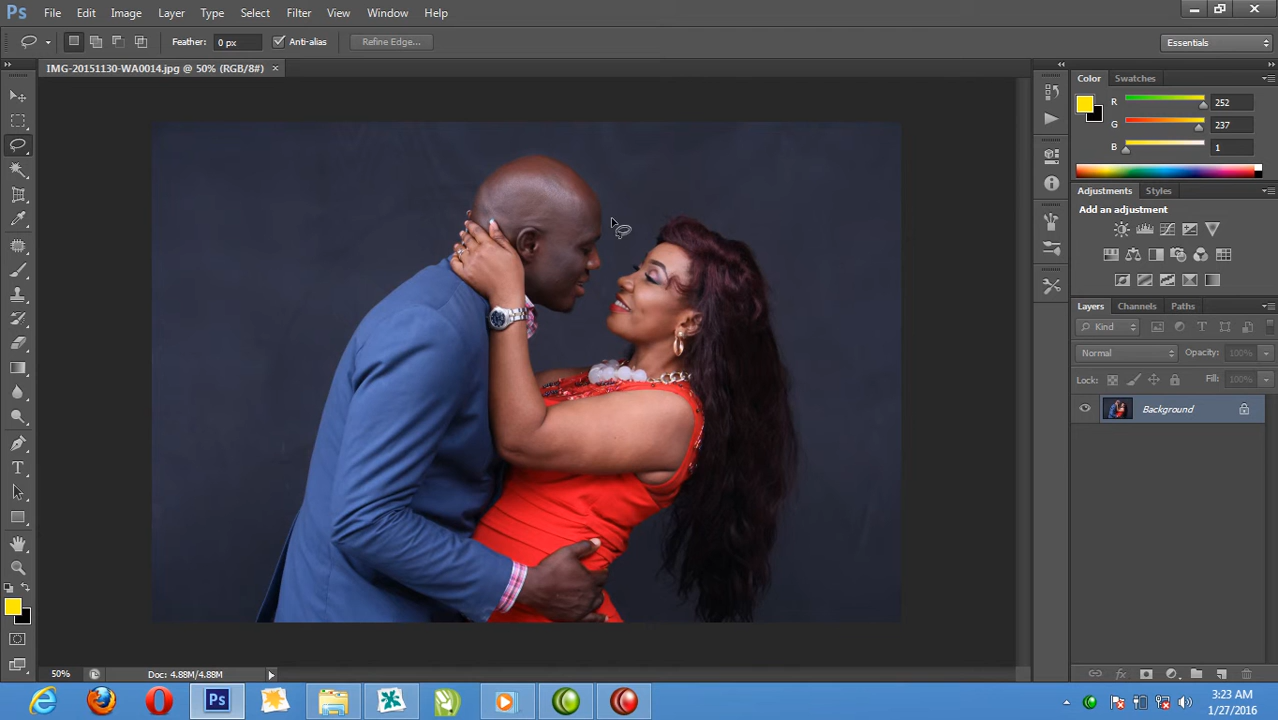 Ps File Edit Image Layer Type Select Filter View Window Help
Feather: 0 px Anti-alias Refine Edge... Essentials
IMG-20151130-WA0014.jpg @ 50% (RGB/8#) ×
Color Swatches
R 252
G 237
B 1
Adjustments Styles
Add an adjustment
Layers Channels Paths
Kind
Normal Opacity: 100%
Lock: Fill: 100%
Background
50% Doc: 4.88M/4.88M
Ps
3:23 AM
1/27/2016